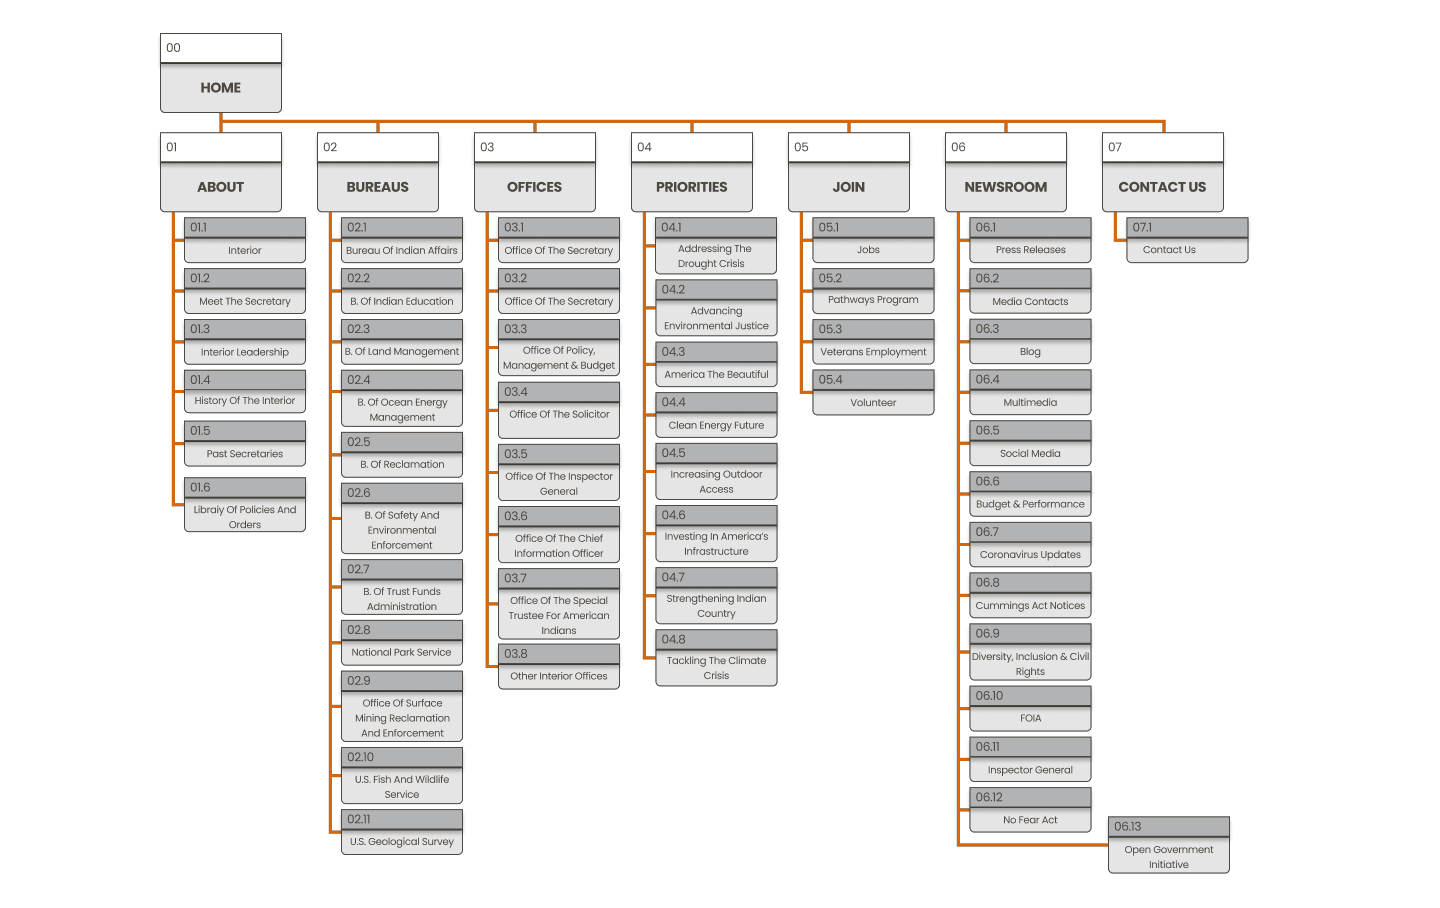 00
HOME
01
ABOUT
01.1
Interior
01.2
Meet The Secretary
01.3
Interior Leadership
01.4
History Of The Interior
01.5
Past Secretaries
01.6
Libraiy Of Policies And
Orders
02
BUREAUS
02.1
Bureau Of Indian Affairs
02.2
B. Of Indian Education
02.3
B. Of Land Management
02.4
B. Of Ocean Energy
Management
02.5
B. Of Reclamation
02.6
B. Of Safety And
Environmental
Enforcement
02.7
B. Of Trust Funds
Administration
02.8
National Park Service
02.9
Office Of Surface
Mining Reclamation
And Enforcement
02.10
U.S. Fish And Wildlife
Service
02.11
U.S. Geological Survey
03
OFFICES
03.1
Office Of The Secretary
03.2
Office Of The Secretary
03.3
Office Of Policy,
Management & Budget
03.4
Office Of The Solicitor
03.5
Office Of The Inspector
General
03.6
Office Of The Chief
Information Officer
03.7
Office Of The Special
Trustee For American
Indians
03.8
Other Interior Offices
04
PRIORITIES
04.1
Addressing The
Drought Crisis
04.2
Advancing
Environmental Justice
04.3
America The Beautiful
04.4
Clean Energy Future
04.5
Increasing Outdoor
Access
04.6
Investing In America's
Infrastructure
04.7
Strengthening Indian
Country
04.8
Tackling The Climate
Crisis
05
JOIN
05.1
Jobs
05.2
Pathways Program
05.3
Veterans Employment
05.4
Volunteer
06
NEWSROOM
06.1
Press Releases
06.2
Media Contacts
06.3
Blog
06.4
Multimedia
06.5
Social Media
06.6
Budget & Performance
06.7
Coronavirus Updates
06.8
Cummings Act Notices
06.9
Diversity, Inclusion & Civil
Rights
06.10
FOIA
06.11
Inspector General
06.12
No Fear Act
06.13
Open Government
Initiative
07
CONTACT US
07.1
Contact Us